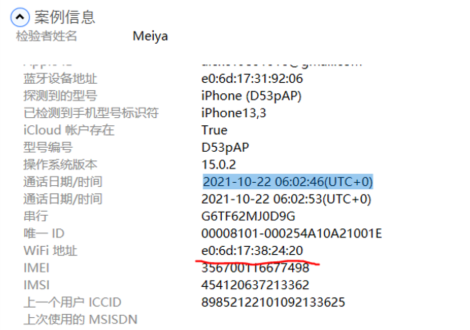 案例信息
检验者姓名 Meiya
蓝牙设备地址 e0:6d:17:31:92:06
探测到的型号 iPhone (D53pAP)
已检测到手机型号标识符 iPhone13,3
iCloud 帐户存在 True
型号编号 D53pAP
操作系统版本 15.0.2
通话日期/时间 2021-10-22 06:02:46(UTC+0)
通话日期/时间 2021-10-22 06:02:53(UTC+0)
串行 G6TF62MJ0D9G
唯一 ID 00008101-000254A10A21001E
WiFi 地址 e0:6d:17:38:24:20
IMEI 356700116677498
IMSI 454120637213362
上一个用户 ICCID 89852122101092133625
上次使用的 MSISDN